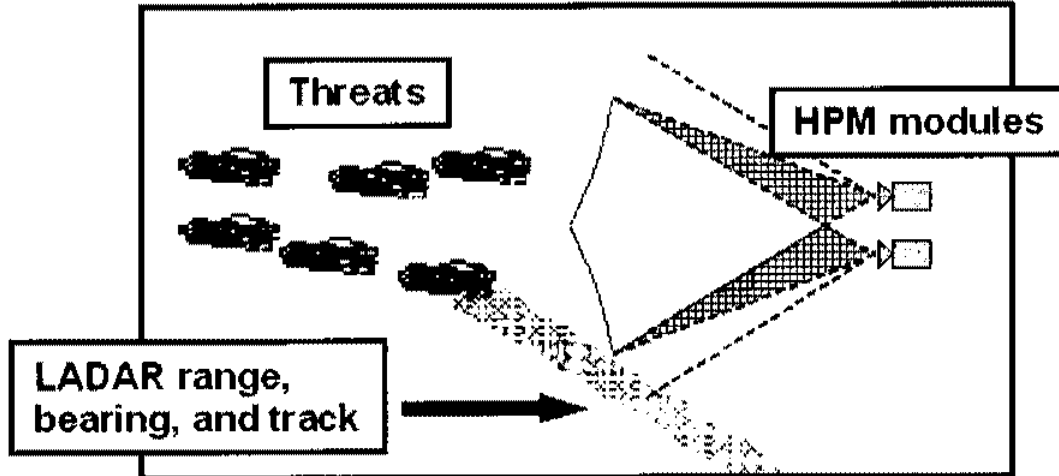 Threats
HPM modules
LADAR range,
bearing, and track